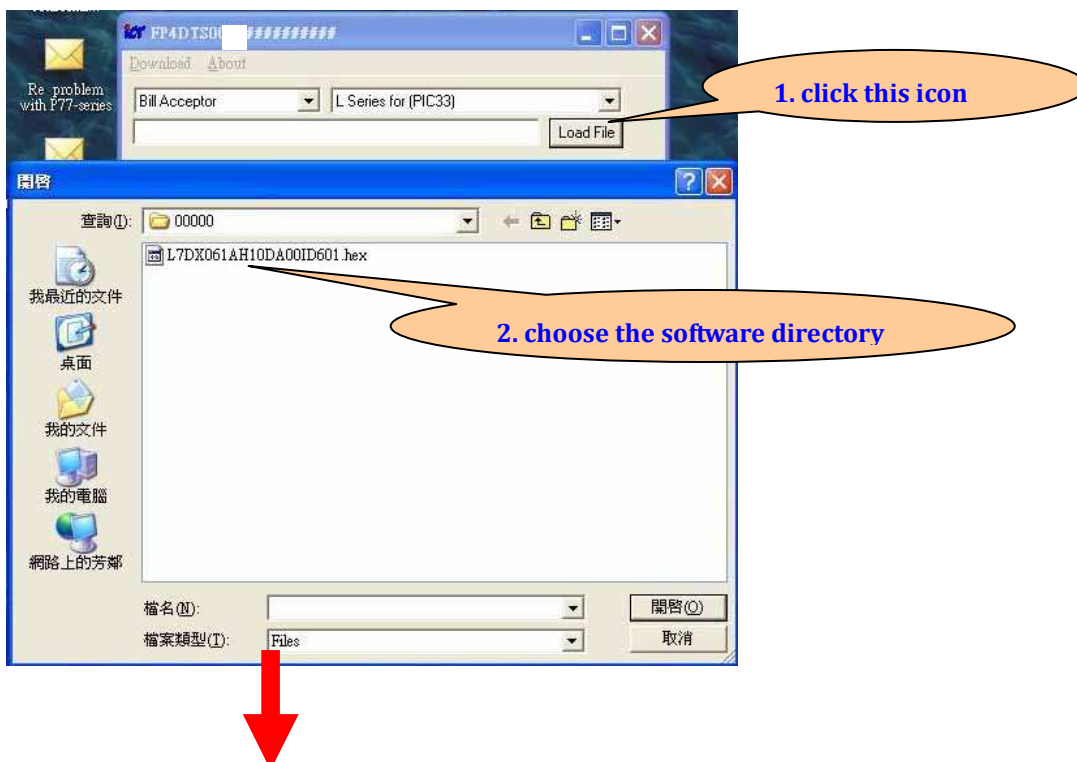 ict FP4DTS00 ##########
Download About
Re problem
with P77-series
Bill Acceptor
L Series for (PIC33)
Load File
1. click this icon
開啓
查詢(I):
00000
L7DX061AH10DA00ID601.hex
2. choose the software directory
我最近的文件
桌面
我的文件
我的電腦
網路上的芳鄰
檔名(N):
開啓(O)
檔案類型(T):
Files
取消